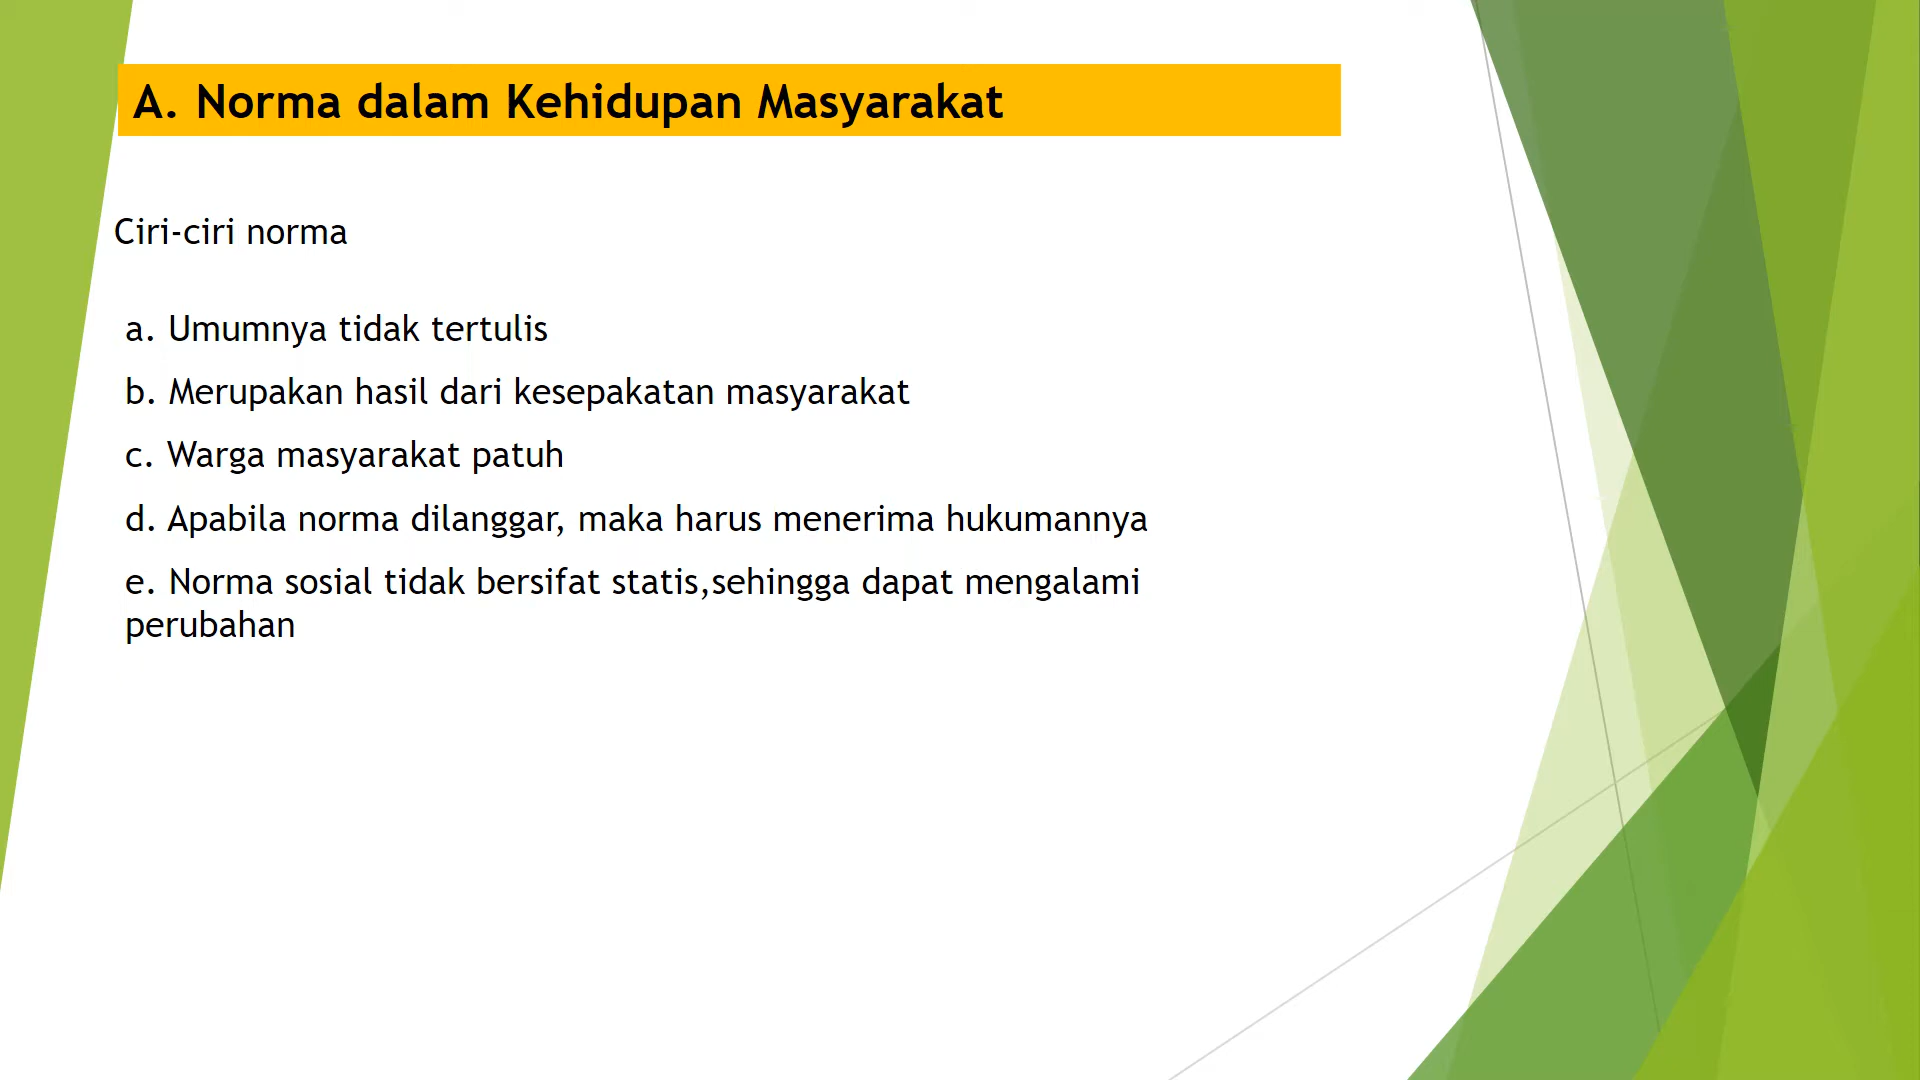 A. Norma dalam Kehidupan Masyarakat
Ciri-ciri norma
a. Umumnya tidak tertulis
b. Merupakan hasil dari kesepakatan masyarakat
c. Warga masyarakat patuh
d. Apabila norma dilanggar, maka harus menerima hukumannya
e. Norma sosial tidak bersifat statis,sehingga dapat mengalami
perubahan